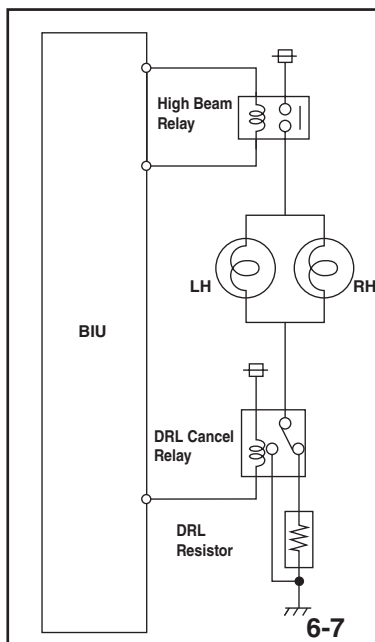 High Beam
Relay
LH
RH
BIU
DRL Cancel
Relay
DRL
Resistor
6-7